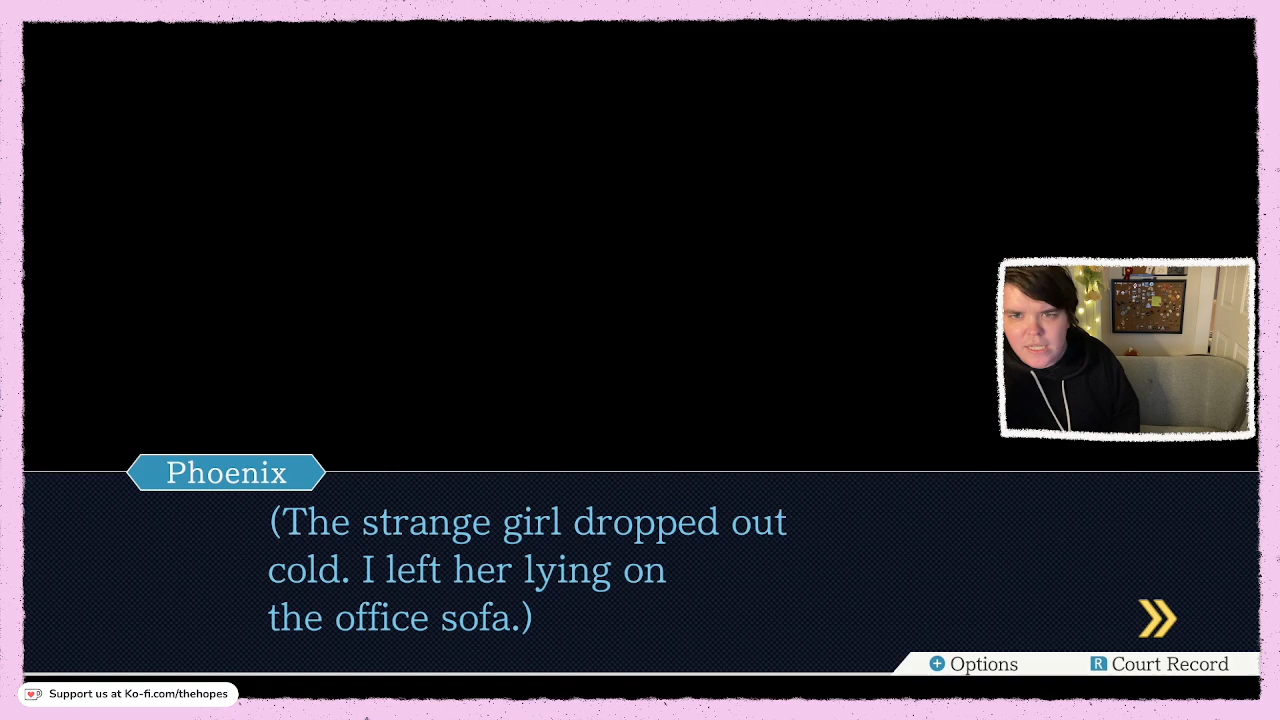 Phoenix
(The strange girl dropped out
cold. I left her lying on
the office sofa.)
+ Options
R Court Record
Support us at Ko-fi.com/thehopes